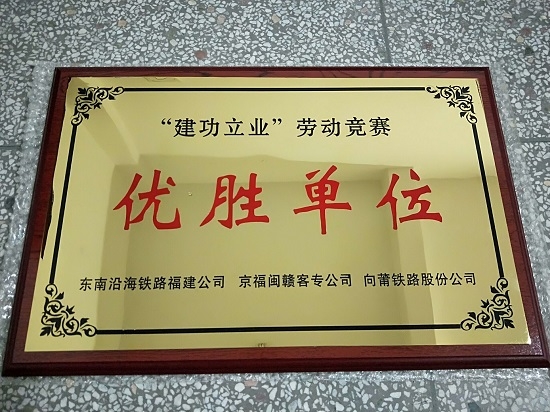 “建功立业”劳动竞赛
优胜单位
东南沿海铁路福建公司 京福闽赣客专公司 向莆铁路股份公司